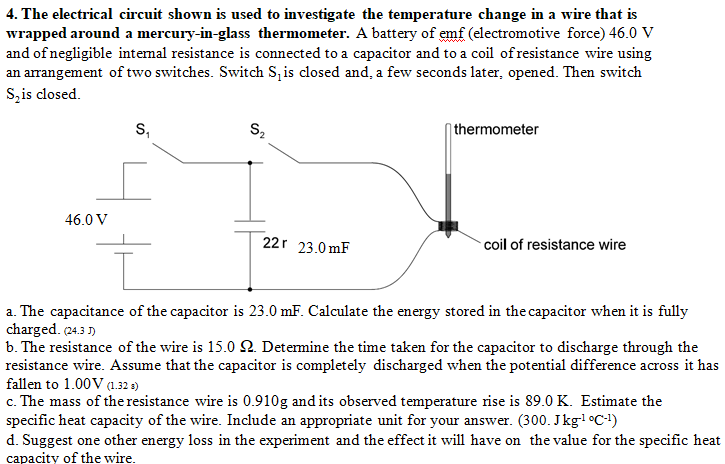 4. The electrical circuit shown is used to investigate the temperature change in a wire that is
wrapped around a mercury-in-glass thermometer. A battery of emf (electromotive force) 46.0 V
and of negligible internal resistance is connected to a capacitor and to a coil of resistance wire using
an arrangement of two switches. Switch S₁ is closed and, a few seconds later, opened. Then switch
S₂ is closed.
S₁ S₂ thermometer
46.0 V
22 r 23.0 mF coil of resistance wire
a. The capacitance of the capacitor is 23.0 mF. Calculate the energy stored in the capacitor when it is fully
charged. (24.3 J)
b. The resistance of the wire is 15.0 Ω. Determine the time taken for the capacitor to discharge through the
resistance wire. Assume that the capacitor is completely discharged when the potential difference across it has
fallen to 1.00V (1.32 s)
c. The mass of the resistance wire is 0.910g and its observed temperature rise is 89.0 K. Estimate the
specific heat capacity of the wire. Include an appropriate unit for your answer. (300. J kg⁻¹ ⁰C⁻¹)
d. Suggest one other energy loss in the experiment and the effect it will have on the value for the specific heat
capacity of the wire.